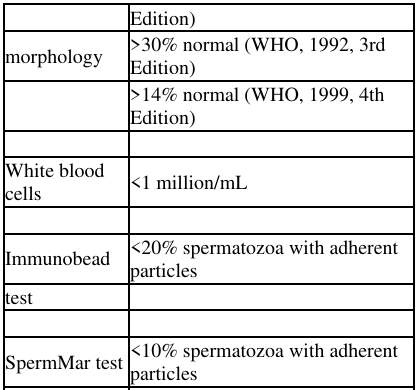 Edition)
morphology
>30% normal (WHO, 1992, 3rd
Edition)
>14% normal (WHO, 1999, 4th
Edition)
White blood
cells
<1 million/mL
Immunobead
<20% spermatozoa with adherent
particles
test
SpermMar test
<10% spermatozoa with adherent
particles